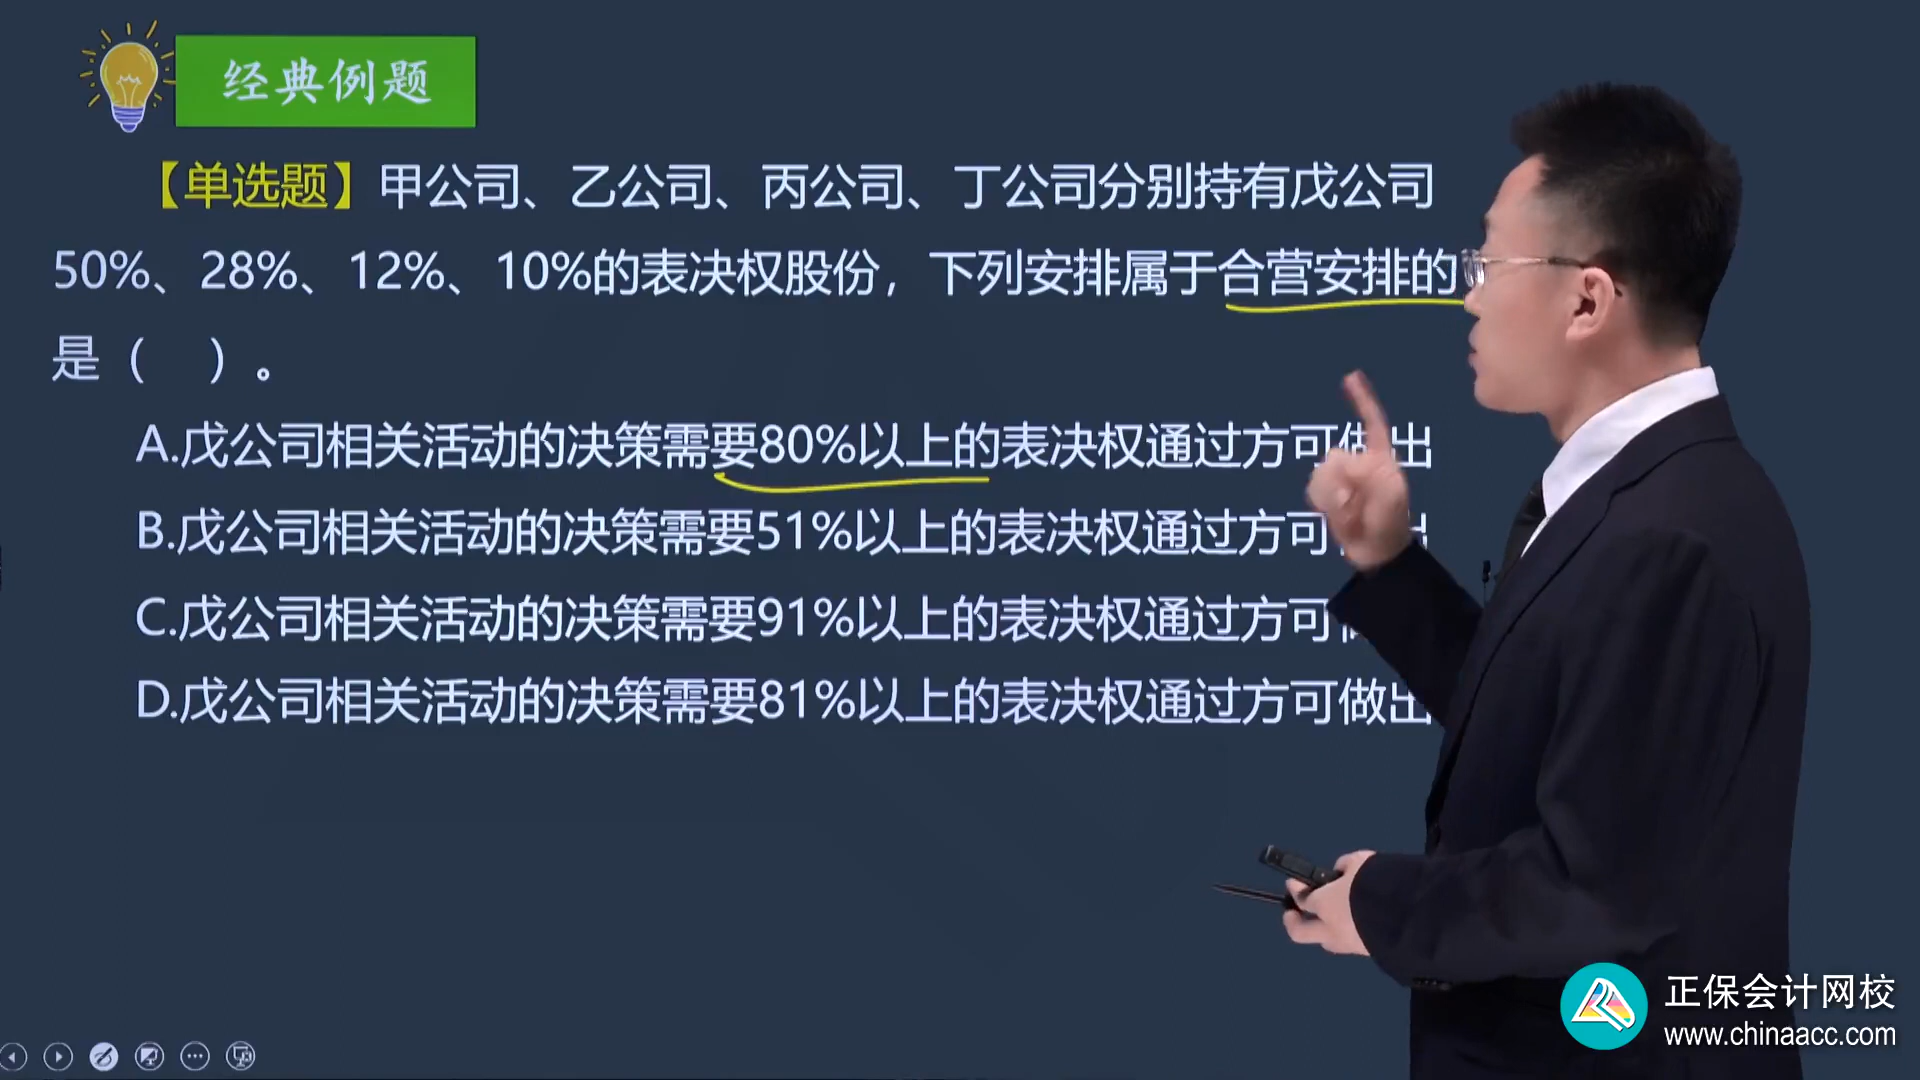 经典例题
【单选题】甲公司、乙公司、丙公司、丁公司分别持有戊公司
50%、28%、12%、10%的表决权股份，下列安排属于合营安排的
是（ ）。
A.戊公司相关活动的决策需要80%以上的表决权通过方可做出
B.戊公司相关活动的决策需要51%以上的表决权通过方可 出
C.戊公司相关活动的决策需要91%以上的表决权通过方可
D.戊公司相关活动的决策需要81%以上的表决权通过方可做出
正保会计网校
www.chinaacc.com